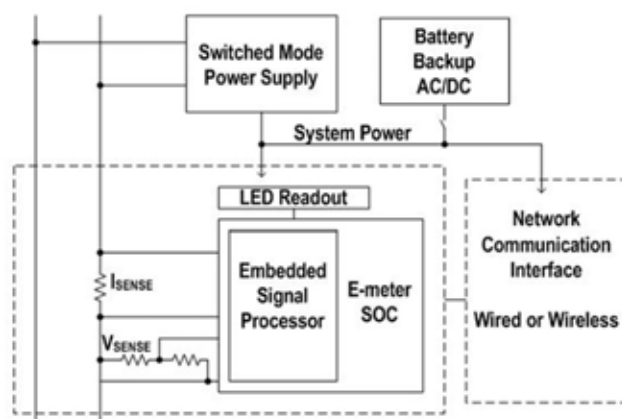 Switched Mode
Power Supply
Battery
Backup
AC/DC
System Power
LED Readout
Embedded
Signal
Processor
E-meter
SOC
ISENSE
VSENSE
Network
Communication
Interface
Wired or Wireless